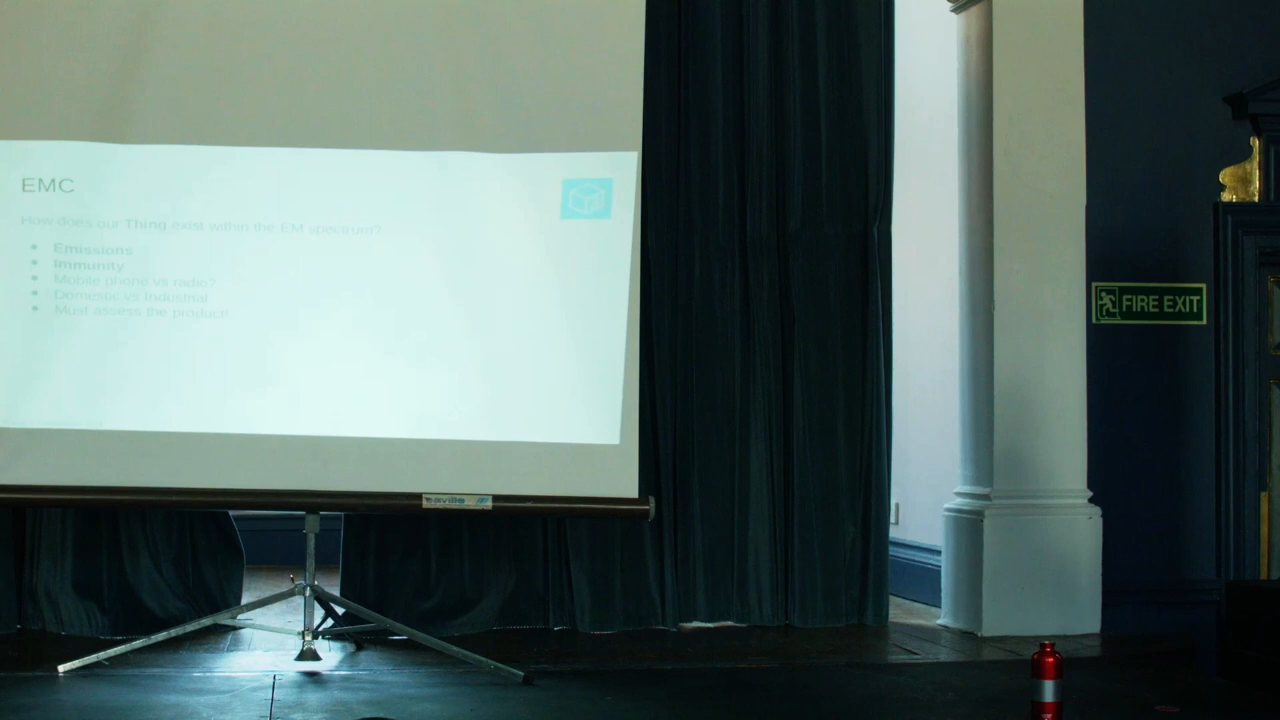 EMC
How does our Thing exist within the EM spectrum?
Emissions
Immunity
Mobile phone vs radio?
Domestic vs Industrial
Must assess the product!
saville
FIRE EXIT